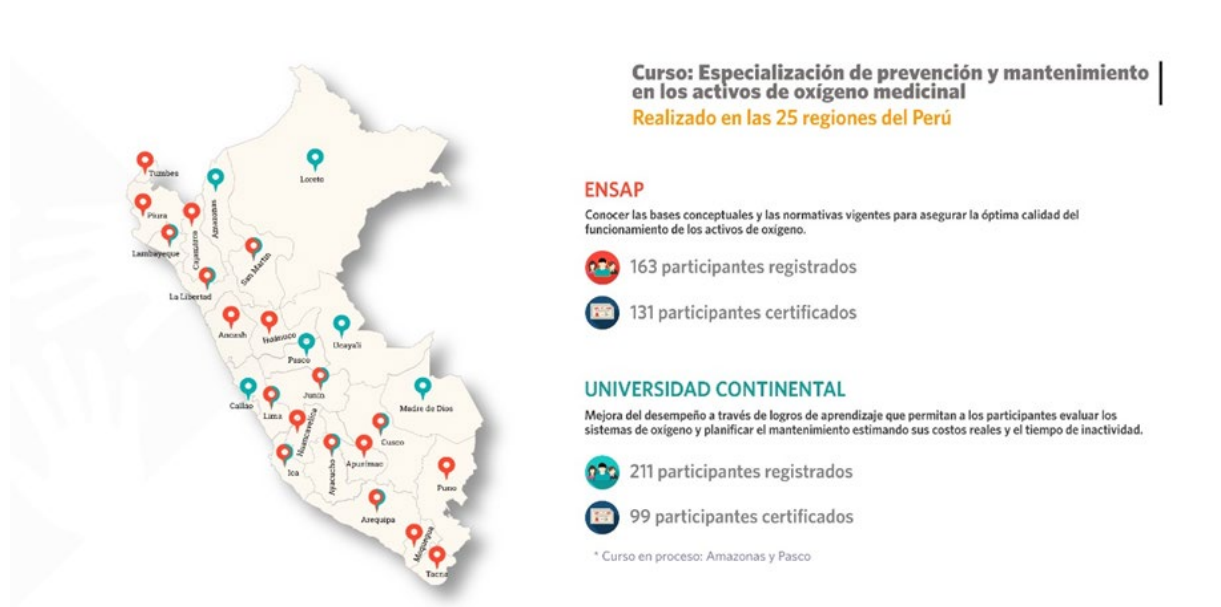 Curso: Especialización de prevención y mantenimiento
en los activos de oxígeno medicinal
Realizado en las 25 regiones del Perú
ENSAP
Conocer las bases conceptuales y las normativas vigentes para asegurar la óptima calidad del
funcionamiento de los activos de oxígeno.
163 participantes registrados
131 participantes certificados
UNIVERSIDAD CONTINENTAL
Mejora del desempeño a través de logros de aprendizaje que permitan a los participantes evaluar los
sistemas de oxígeno y planificar el mantenimiento estimando sus costos reales y el tiempo de inactividad.
211 participantes registrados
99 participantes certificados
* Curso en proceso: Amazonas y Pasco
Tumbes
Loreto
Piura
Amazonas
Lambayeque
Cajamarca
San Martín
La Libertad
Ancash
Huánuco
Ucayali
Pasco
Callao
Lima
Junín
Madre de Dios
Huancavelica
Cusco
Ica
Ayacucho
Apurímac
Puno
Arequipa
Moquegua
Tacna